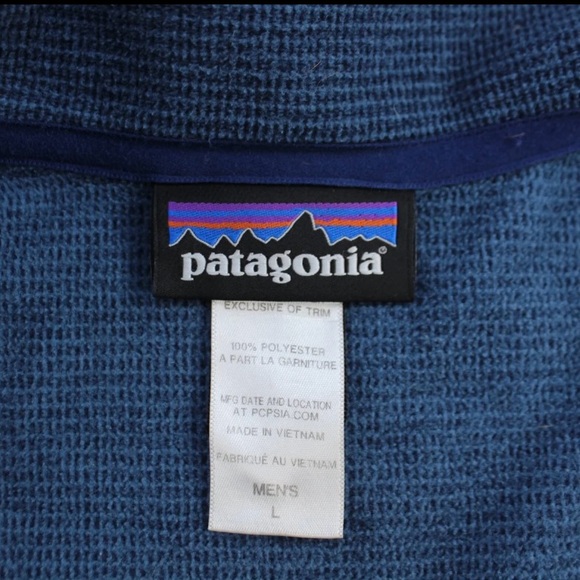 patagonia®
EXCLUSIVE OF TRIM
100% POLYESTER
A PART LA GARNITURE
MFG DATE AND LOCATION
AT PCPSIA.COM
MADE IN VIETNAM
FABRIQUÉ AU VIETNAM
MEN'S
L